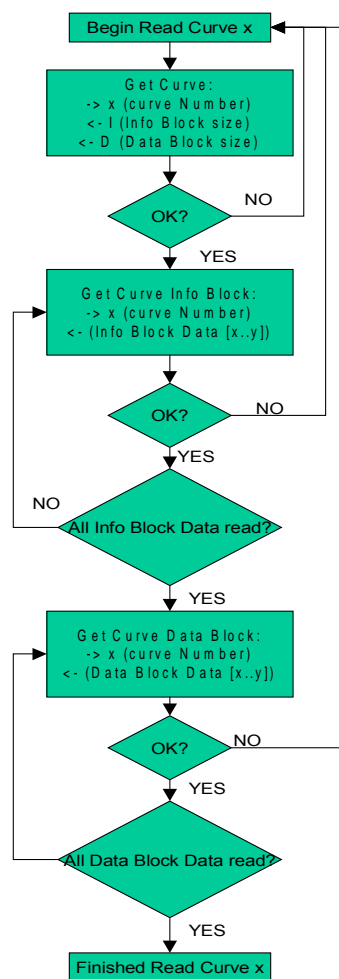 Begin Read Curve x
Get Curve:
-> x (curve Number)
<- I (Info Block size)
<- D (Data Block size)
OK?
NO
YES
Get Curve Info Block:
-> x (curve Number)
<- (Info Block Data [x..y])
OK?
NO
YES
NO
All Info Block Data read?
YES
Get Curve Data Block:
-> x (curve Number)
<- (Data Block Data [x..y])
OK?
NO
YES
All Data Block Data read?
YES
Finished Read Curve x